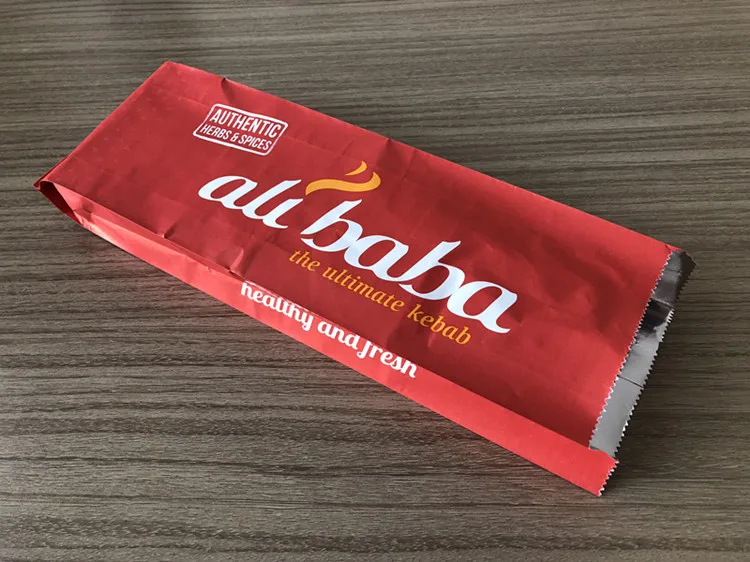 AUTHENTIC
HERBS & SPICES
ali baba
the ultimate kebab
healthy and fresh